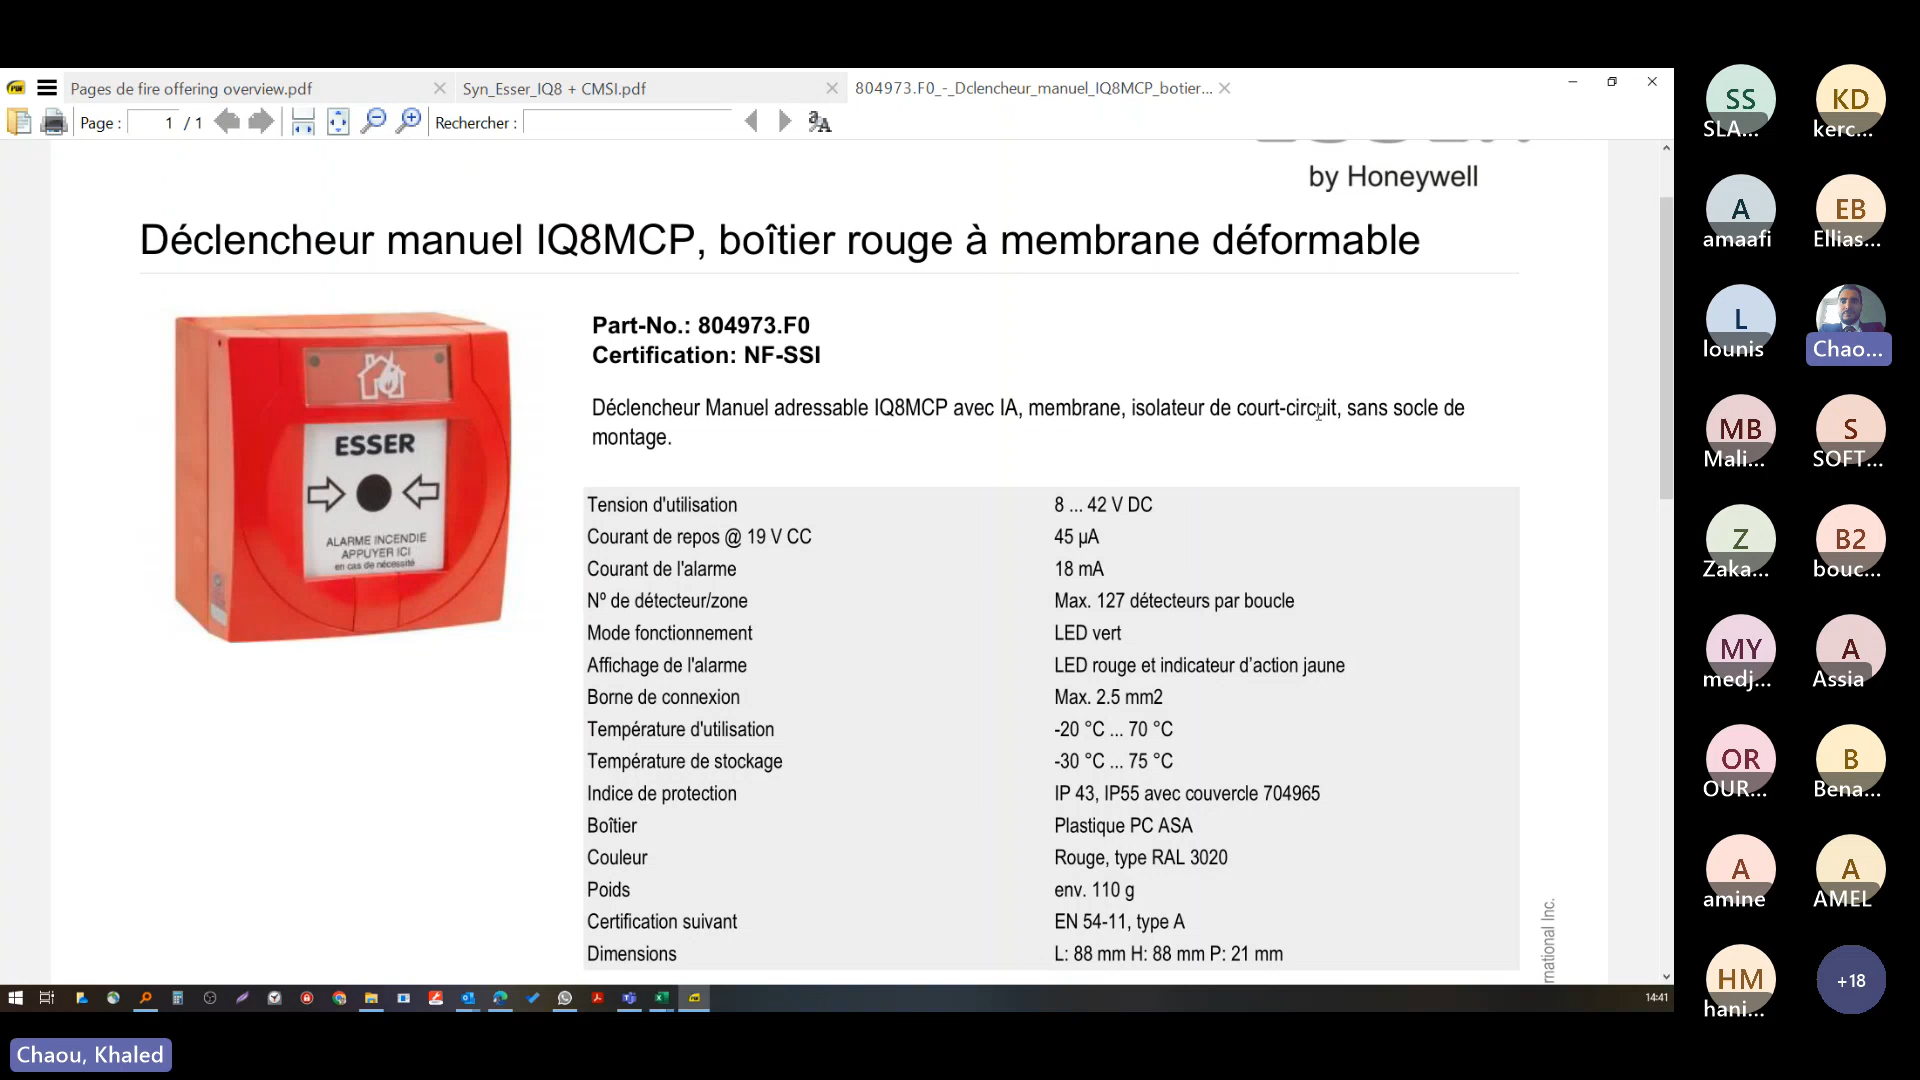 Pages de fire offering overview.pdf
Syn_Esser_IQ8 + CMSI.pdf
804973.F0_-_Dclencheur_manuel_IQ8MCP_botier...
Page : 1 / 1
Rechercher :
by Honeywell
Déclencheur manuel IQ8MCP, boîtier rouge à membrane déformable
Part-No.: 804973.F0
Certification: NF-SSI
Déclencheur Manuel adressable IQ8MCP avec IA, membrane, isolateur de court-circuit, sans socle de
montage.
ESSER
ALARME INCENDIE
APPUYER ICI
en cas de nécessité
Tension d'utilisation 8 ... 42 V DC
Courant de repos @ 19 V CC 45 µA
Courant de l'alarme 18 mA
Nº de détecteur/zone Max. 127 détecteurs par boucle
Mode fonctionnement LED vert
Affichage de l'alarme LED rouge et indicateur d’action jaune
Borne de connexion Max. 2.5 mm2
Température d'utilisation -20 °C ... 70 °C
Température de stockage -30 °C ... 75 °C
Indice de protection IP 43, IP55 avec couvercle 704965
Boîtier Plastique PC ASA
Couleur Rouge, type RAL 3020
Poids env. 110 g
Certification suivant EN 54-11, type A
Dimensions L: 88 mm H: 88 mm P: 21 mm
rnational Inc.
14:41
Chaou, Khaled
SS
SLA...
KD
kerc...
A
amaafi
EB
Ellias...
L
lounis
Chao...
MB
Mali...
S
SOFT...
Z
Zaka...
B2
bouc...
MY
medj...
A
Assia
OR
OUR...
B
Bena...
A
amine
A
AMEL
HM
hani...
+18